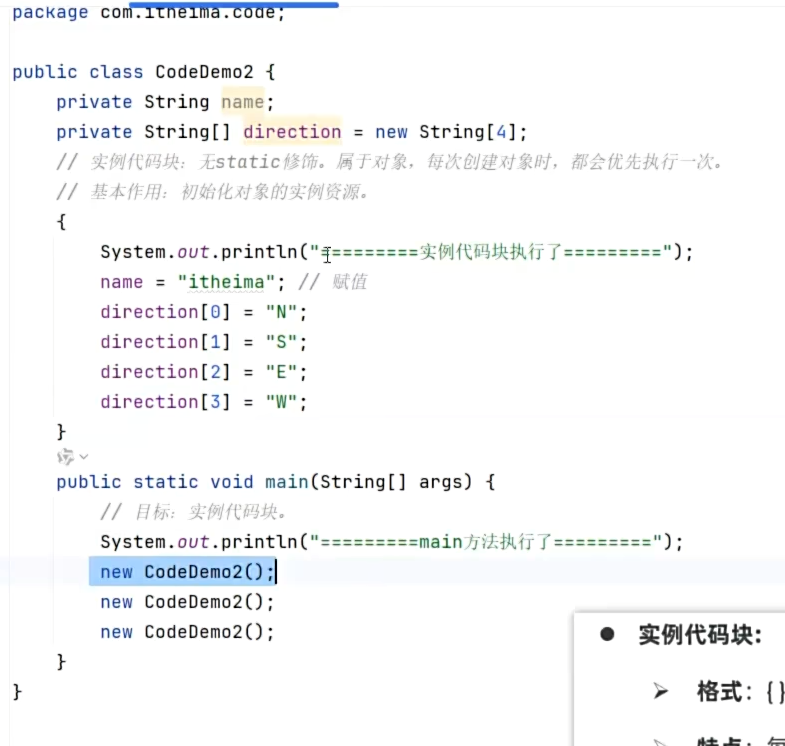 package com.itheima.code;
public class CodeDemo2 {
private String name;
private String[] direction = new String[4];
// 实例代码块：无static修饰。属于对象，每次创建对象时，都会优先执行一次。
// 基本作用：初始化对象的实例资源。
{
System.out.println("=========实例代码块执行了=========");
name = "itheima"; // 赋值
direction[0] = "N";
direction[1] = "S";
direction[2] = "E";
direction[3] = "W";
}
public static void main(String[] args) {
// 目标：实例代码块。
System.out.println("=========main方法执行了=========");
new CodeDemo2();
new CodeDemo2();
new CodeDemo2();
}
}
● 实例代码块:
➢ 格式: {}